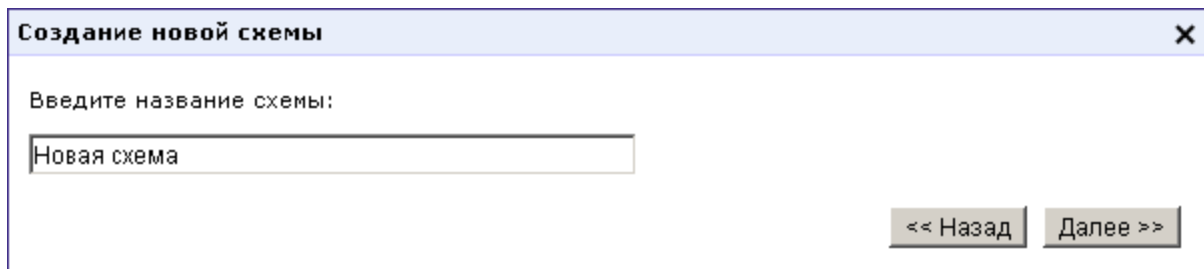 Создание новой схемы
Введите название схемы:
Новая схема
<< Назад Далее >>